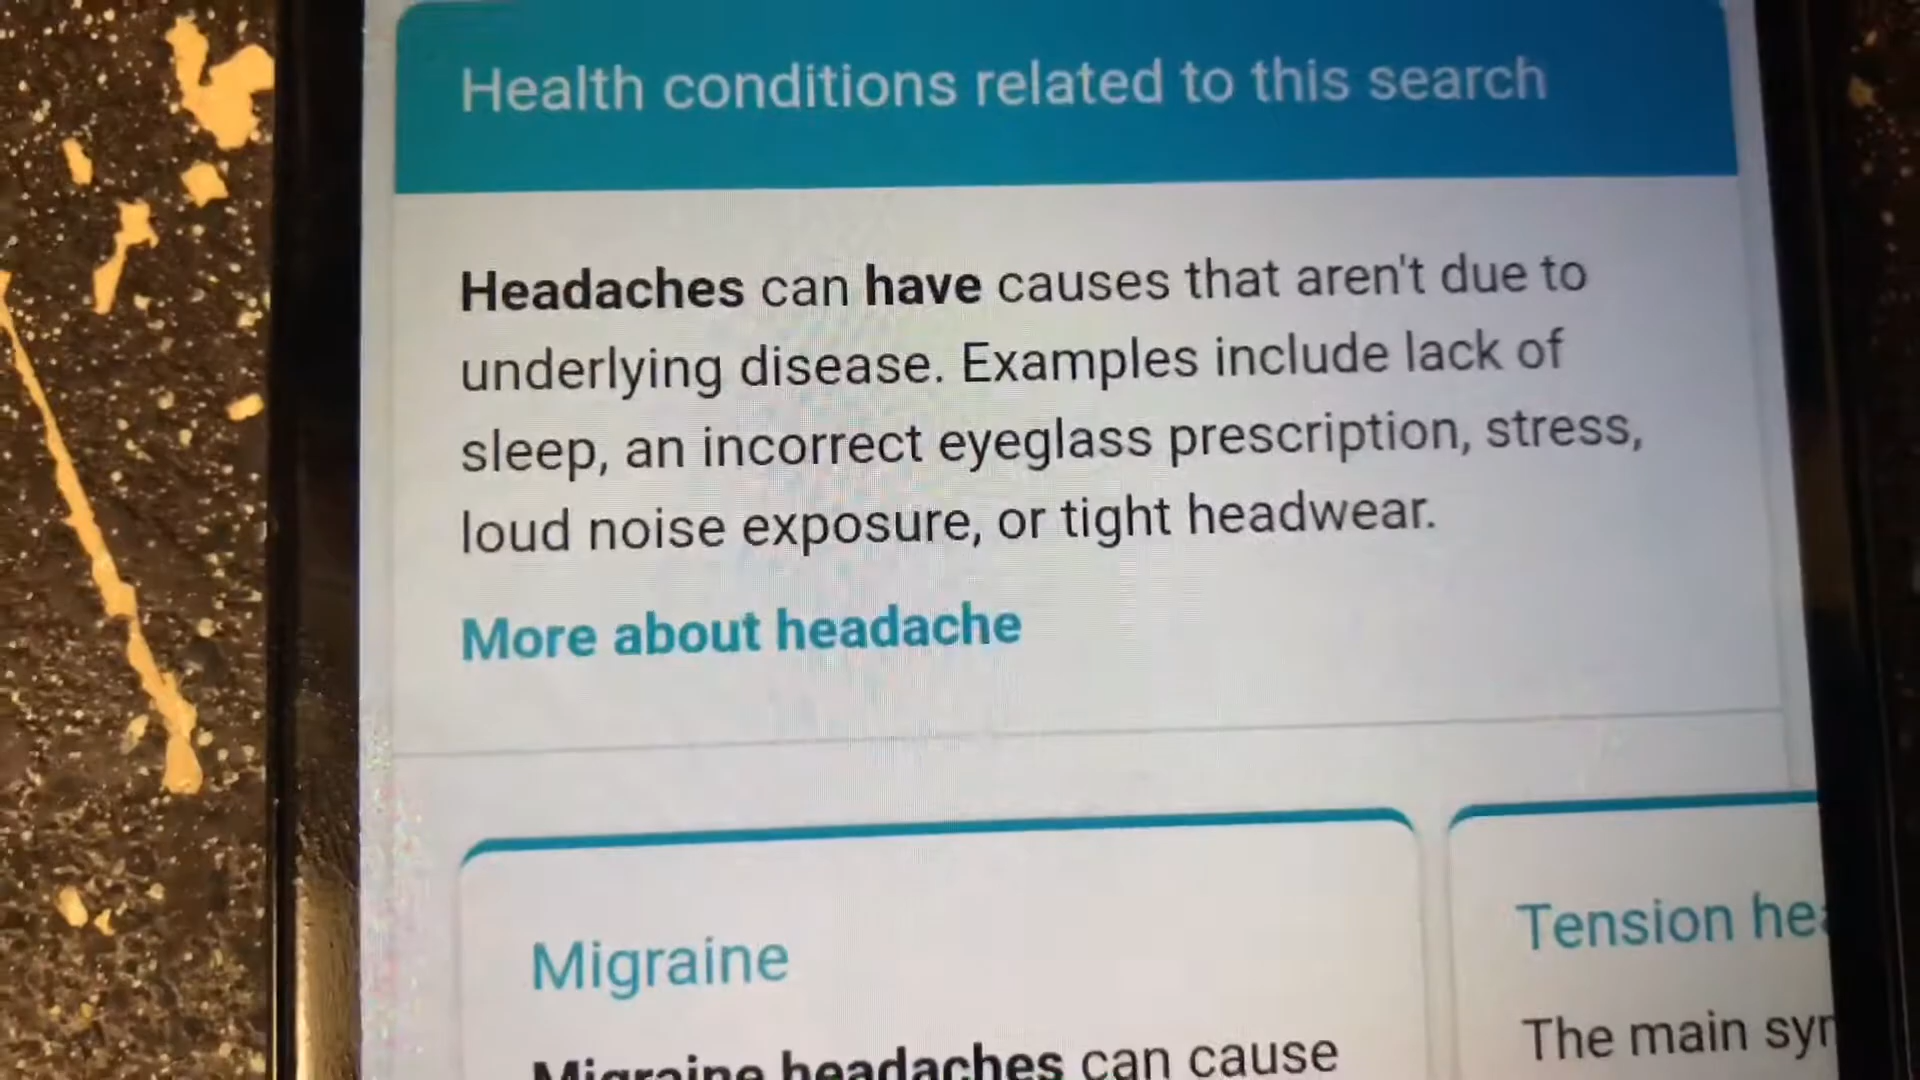 Health conditions related to this search
Headaches can have causes that aren't due to
underlying disease. Examples include lack of
sleep, an incorrect eyeglass prescription, stress,
loud noise exposure, or tight headwear.
More about headache
Migraine
Migraine headaches can cause
Tension
The main